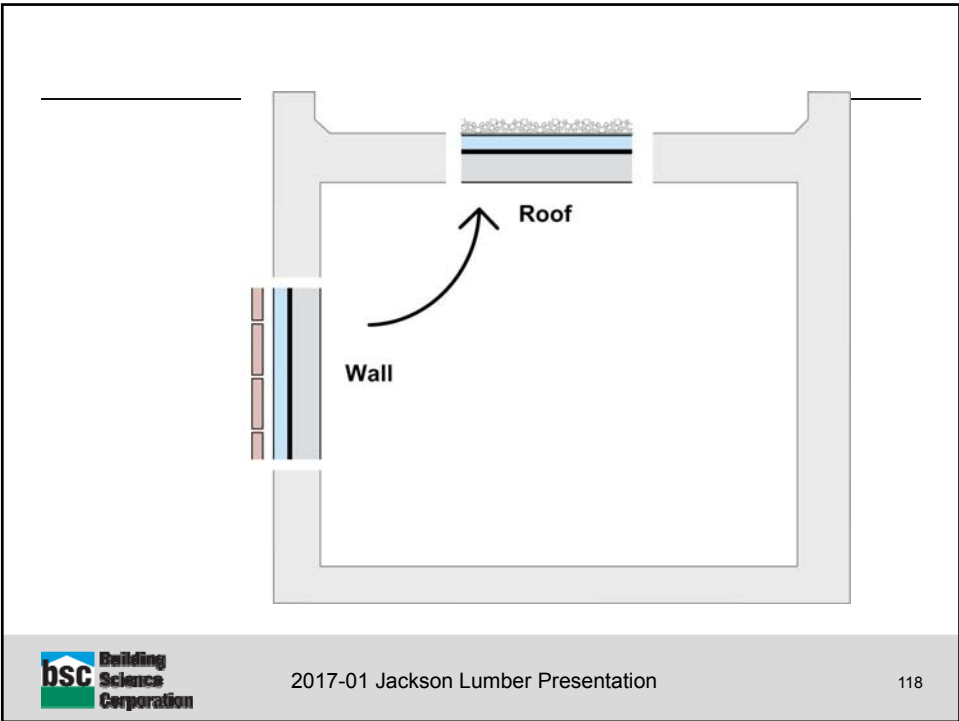 Roof
Wall
bsc Building
Science
Corporation
2017-01 Jackson Lumber Presentation
118